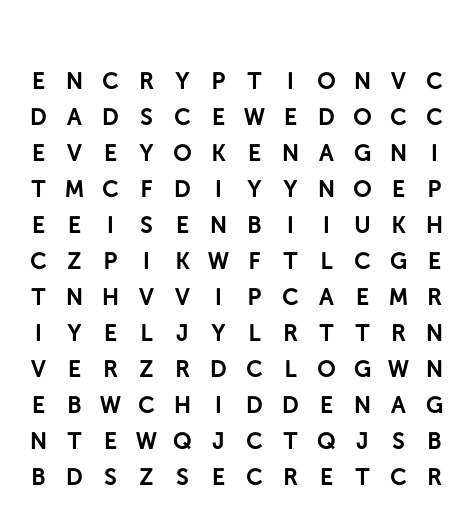 E N C R Y P T I O N V C
D A D S C E W E D O C C
E V E Y O K E N A G N I
T M C F D I Y Y N O E P
E E I S E N B I I U K H
C Z P I K W F T L C G E
T N H V V I P C A E M R
I Y E L J Y L R T T R N
V E R Z R D C L O G W N
E B W C H I D D E N A G
N T E W Q J C T Q J S B
B D S Z S E C R E T C R